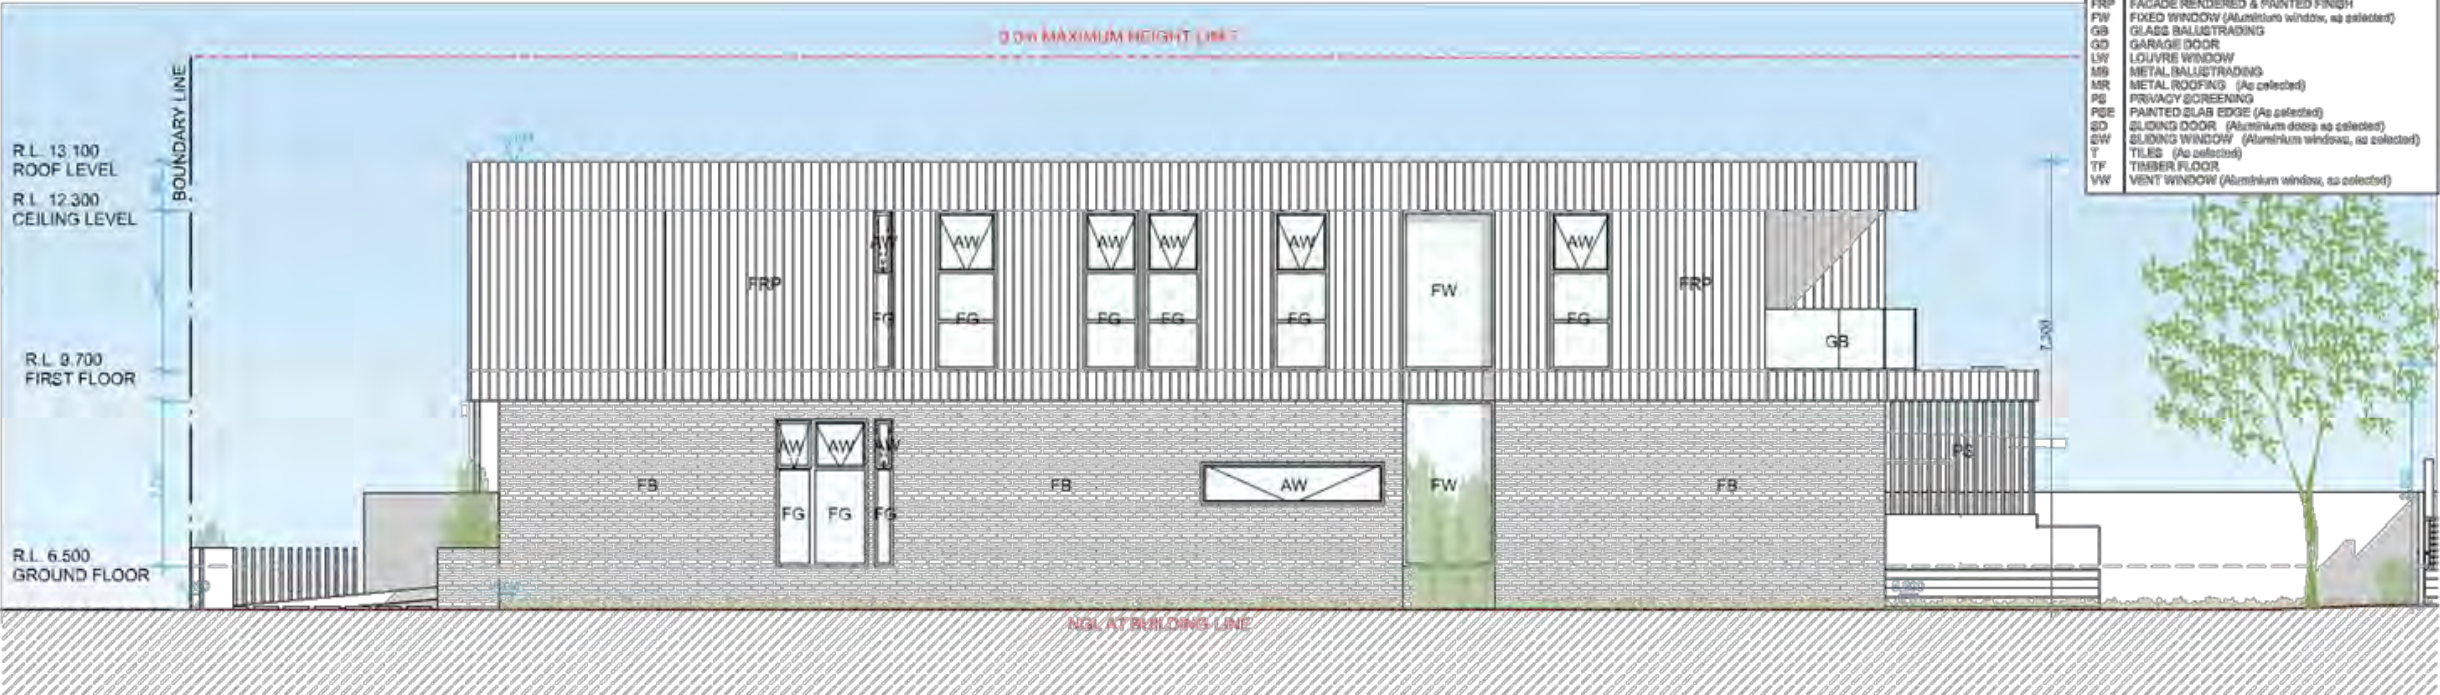 FRP FACADE RENDERED & PAINTED FINISH
FW FIXED WINDOW (Aluminium window, as selected)
GB GLASS BALUSTRADING
GD GARAGE DOOR
LW LOUVRE WINDOW
MB METAL BALUSTRADING
MR METAL ROOFING (As selected)
PS PRIVACY SCREENING
PSE PAINTED SLAB EDGE (As selected)
SD SLIDING DOOR (Aluminium doors as selected)
SW SLIDING WINDOW (Aluminium windows, as selected)
T TILES (As selected)
TF TIMBER FLOOR
VW VENT WINDOW (Aluminium window, as selected)
MAXIMUM HEIGHT LIMIT
BOUNDARY LINE
R.L. 13.100
ROOF LEVEL
R.L. 12.300
CEILING LEVEL
AW AW AW AW AW AW
FRP FW FRP
FG FG FG FG FG FG
GB
7,200
R.L. 9.700
FIRST FLOOR
AW AW AW
PS
FB FB AW FW FB
FG FG FG
R.L. 6.500
GROUND FLOOR
NGL AT BUILDING LINE